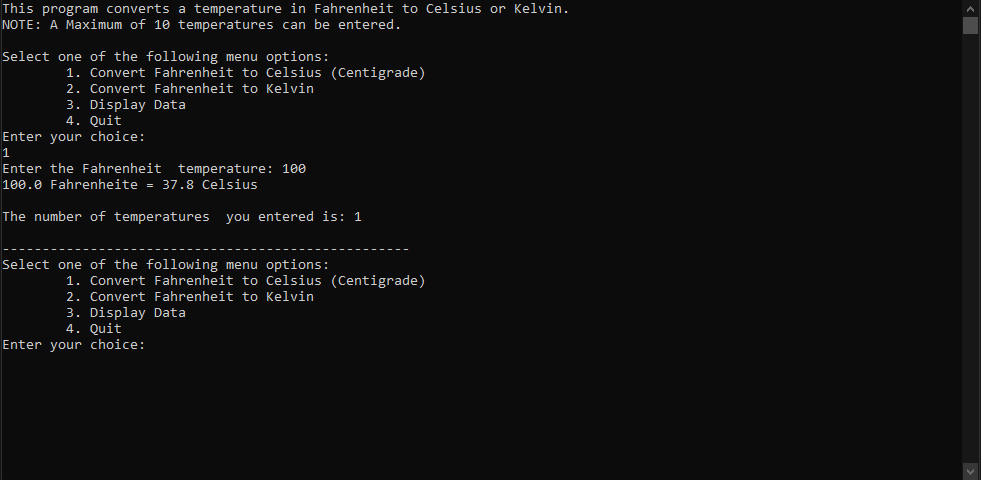 This program converts a temperature in Fahrenheit to Celsius or Kelvin.
NOTE: A Maximum of 10 temperatures can be entered.
Select one of the following menu options:
1. Convert Fahrenheit to Celsius (Centigrade)
2. Convert Fahrenheit to Kelvin
3. Display Data
4. Quit
Enter your choice:
1
Enter the Fahrenheit  temperature: 100
100.0 Fahrenheite = 37.8 Celsius
The number of temperatures  you entered is: 1
---------------------------------------------------
Select one of the following menu options:
1. Convert Fahrenheit to Celsius (Centigrade)
2. Convert Fahrenheit to Kelvin
3. Display Data
4. Quit
Enter your choice: